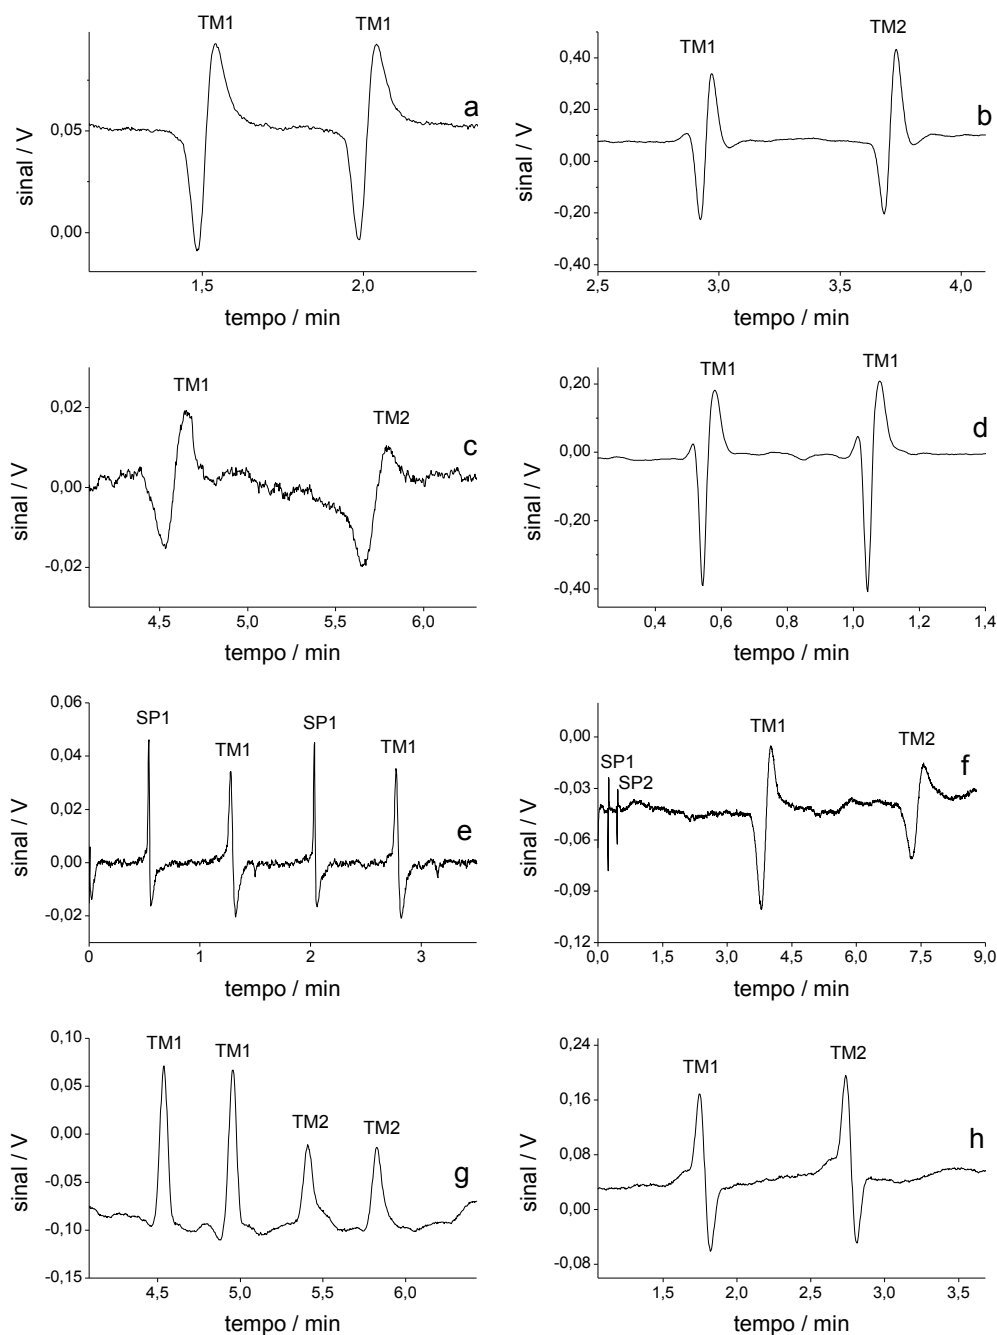 TM1 TM1
a
0,05
0,00
sinal / V
1,5 2,0
tempo / min
TM1 TM2
b
0,40
0,20
0,00
-0,20
-0,40
sinal / V
2,5 3,0 3,5 4,0
tempo / min
TM1 TM2
c
0,02
0,00
-0,02
sinal / V
4,5 5,0 5,5 6,0
tempo / min
TM1 TM1
d
0,20
0,00
-0,20
-0,40
sinal / V
0,4 0,6 0,8 1,0 1,2 1,4
tempo / min
SP1 TM1 SP1 TM1
e
0,06
0,04
0,02
0,00
-0,02
sinal / V
0 1 2 3
tempo / min
SP1 SP2 TM1 TM2
f
0,00
-0,03
-0,06
-0,09
-0,12
sinal / V
0,0 1,5 3,0 4,5 6,0 7,5 9,0
tempo / min
TM1 TM1 TM2 TM2
g
0,10
0,05
0,00
-0,05
-0,10
-0,15
sinal / V
4,5 5,0 5,5 6,0
tempo / min
TM1 TM2
h
0,24
0,16
0,08
0,00
-0,08
sinal / V
1,5 2,0 2,5 3,0 3,5
tempo / min